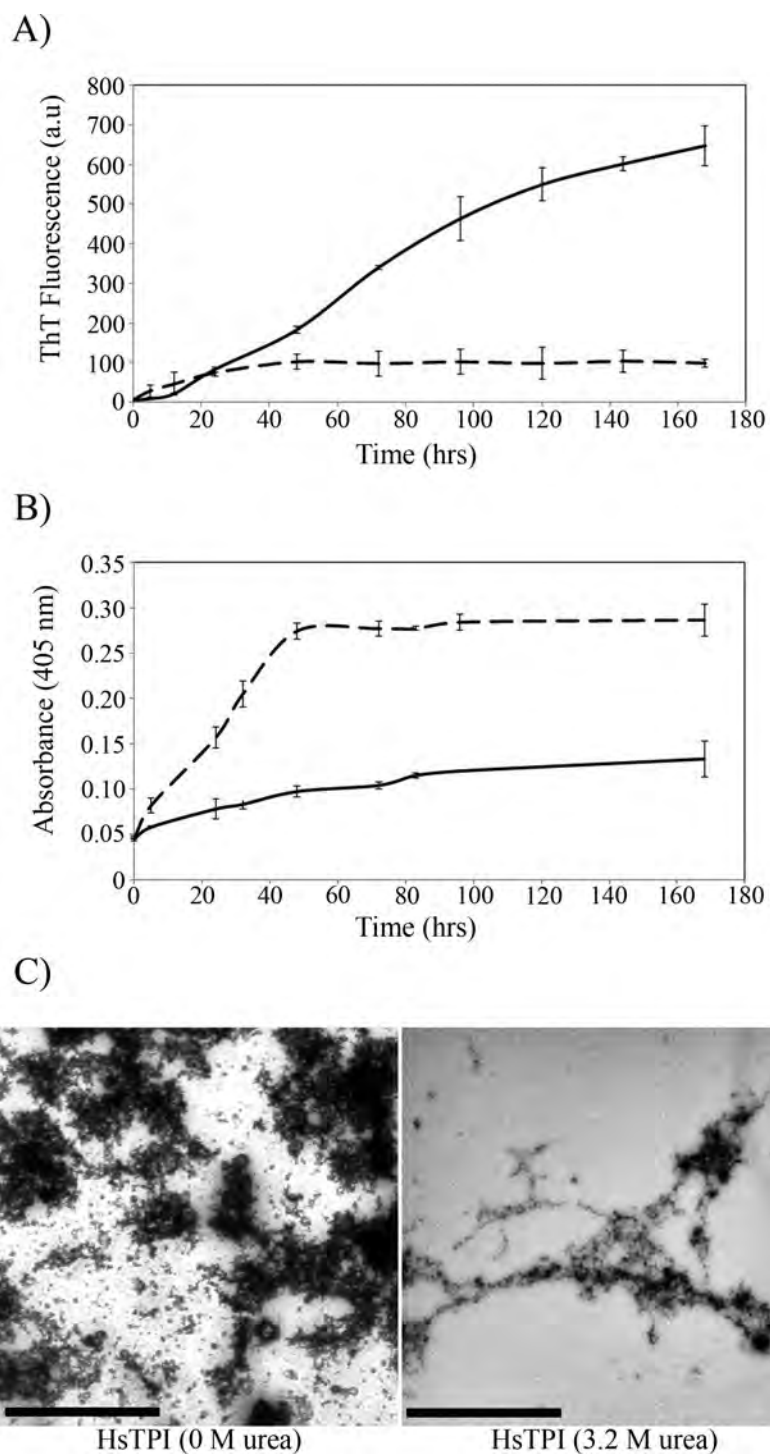 A)
ThT Fluorescence (a.u)
800
700
600
500
400
300
200
100
0
0 20 40 60 80 100 120 140 160 180
Time (hrs)
B)
Absorbance (405 nm)
0.35
0.30
0.25
0.20
0.15
0.10
0.05
0
0 20 40 60 80 100 120 140 160 180
Time (hrs)
C)
HsTPI (0 M urea)
HsTPI (3.2 M urea)